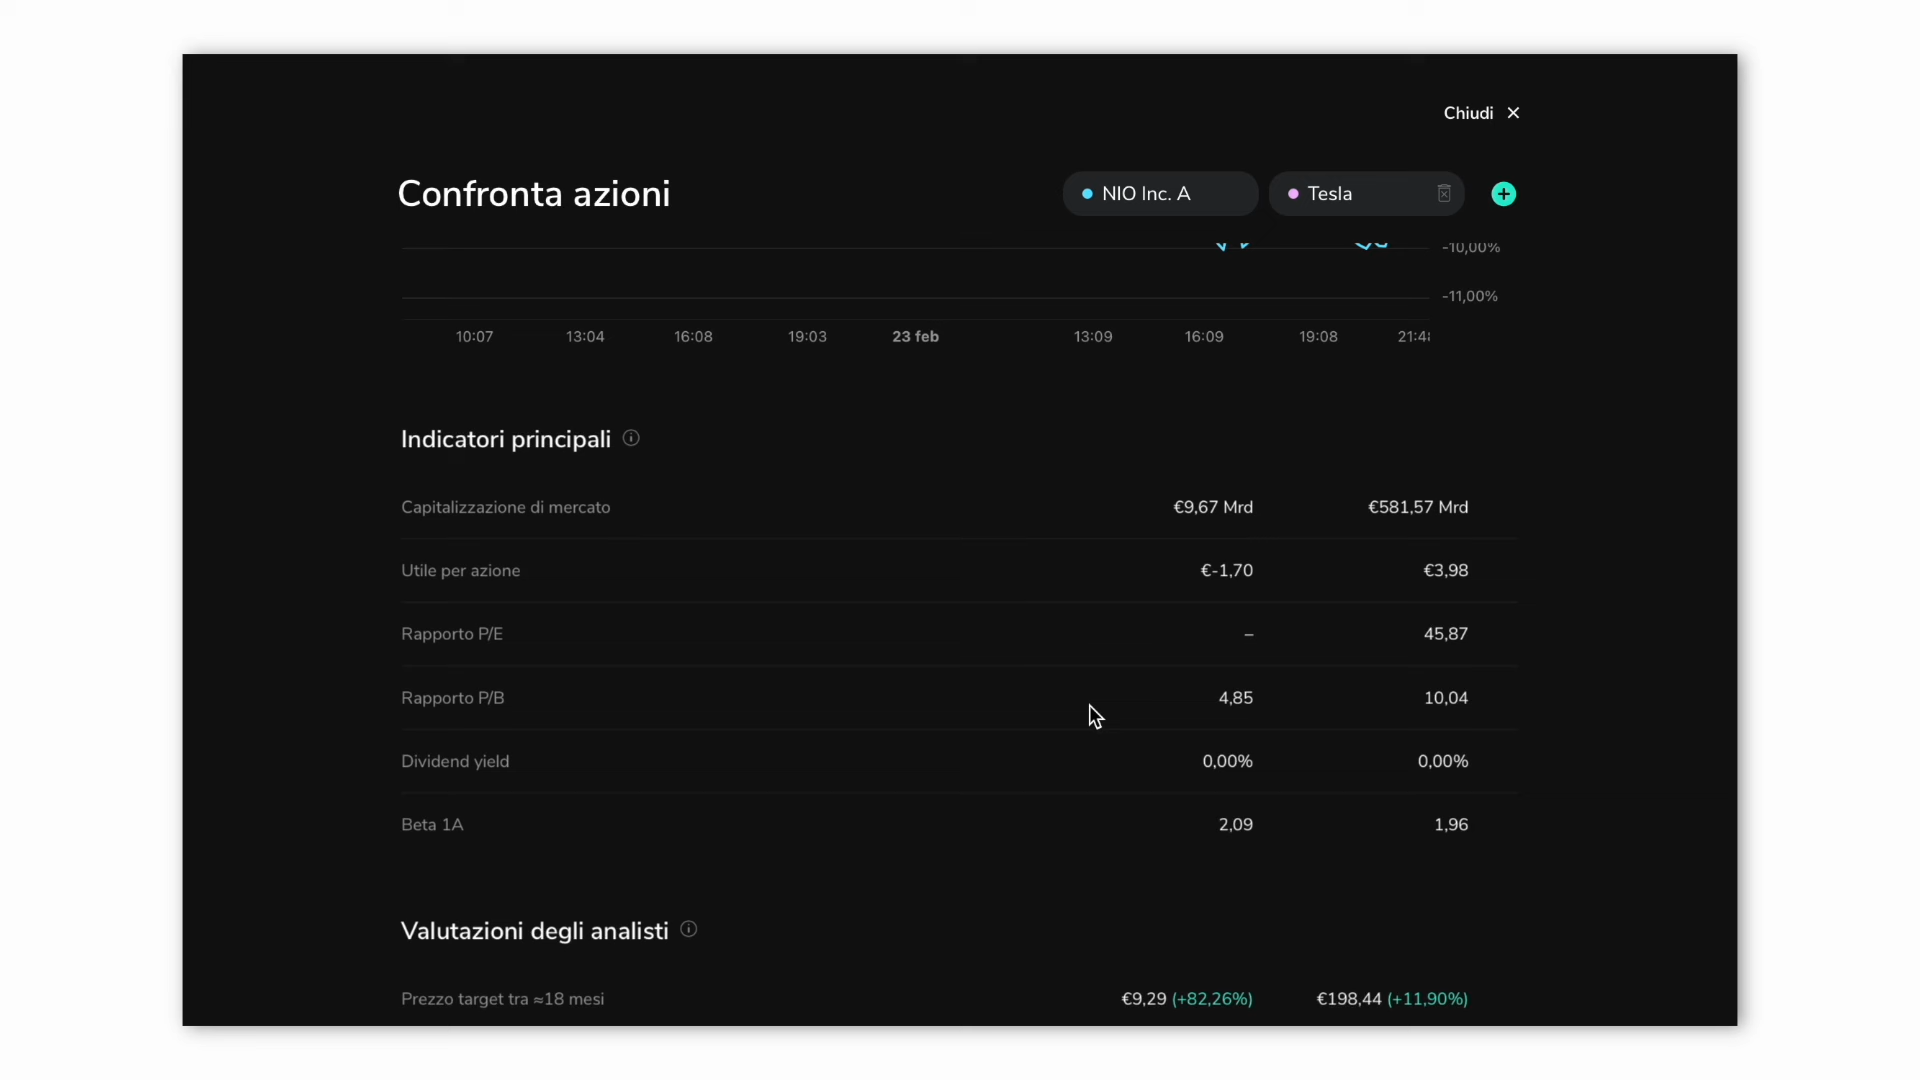 Chiudi
Confronta azioni
NIO Inc. A
Tesla
-10,00%
-11,00%
10:07 13:04 16:08 19:03 23 feb 13:09 16:09 19:08 21:48
Indicatori principali
Capitalizzazione di mercato €9,67 Mrd €581,57 Mrd
Utile per azione €-1,70 €3,98
Rapporto P/E – 45,87
Rapporto P/B 4,85 10,04
Dividend yield 0,00% 0,00%
Beta 1A 2,09 1,96
Valutazioni degli analisti
Prezzo target tra ≈18 mesi €9,29 (+82,26%) €198,44 (+11,90%)